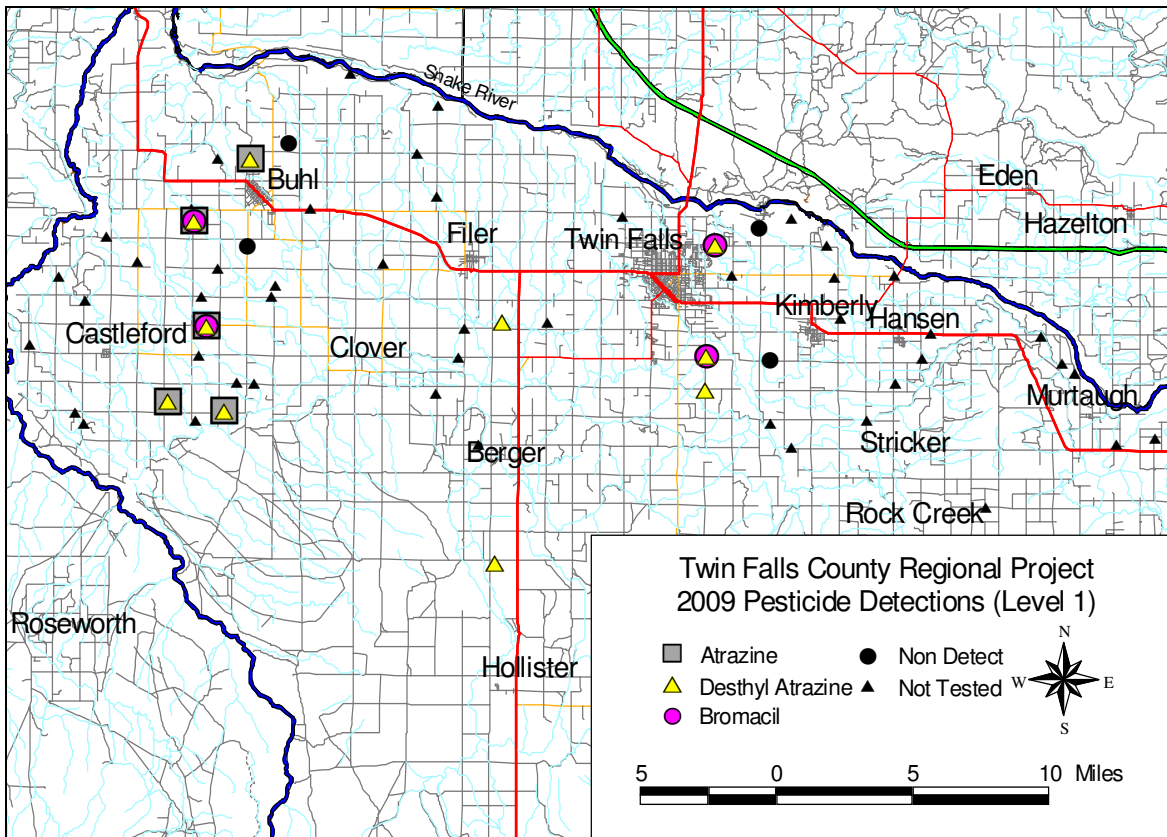 Snake River
Buhl
Eden
Hazelton
Filer
Twin Falls
Kimberly
Hansen
Castleford
Clover
Murtaugh
Berger
Stricker
Rock Creek
Roseworth
Hollister
Twin Falls County Regional Project
2009 Pesticide Detections (Level 1)
Atrazine
Non Detect
Desthyl Atrazine
Not Tested
Bromacil
N
W E
S
5 0 5 10 Miles